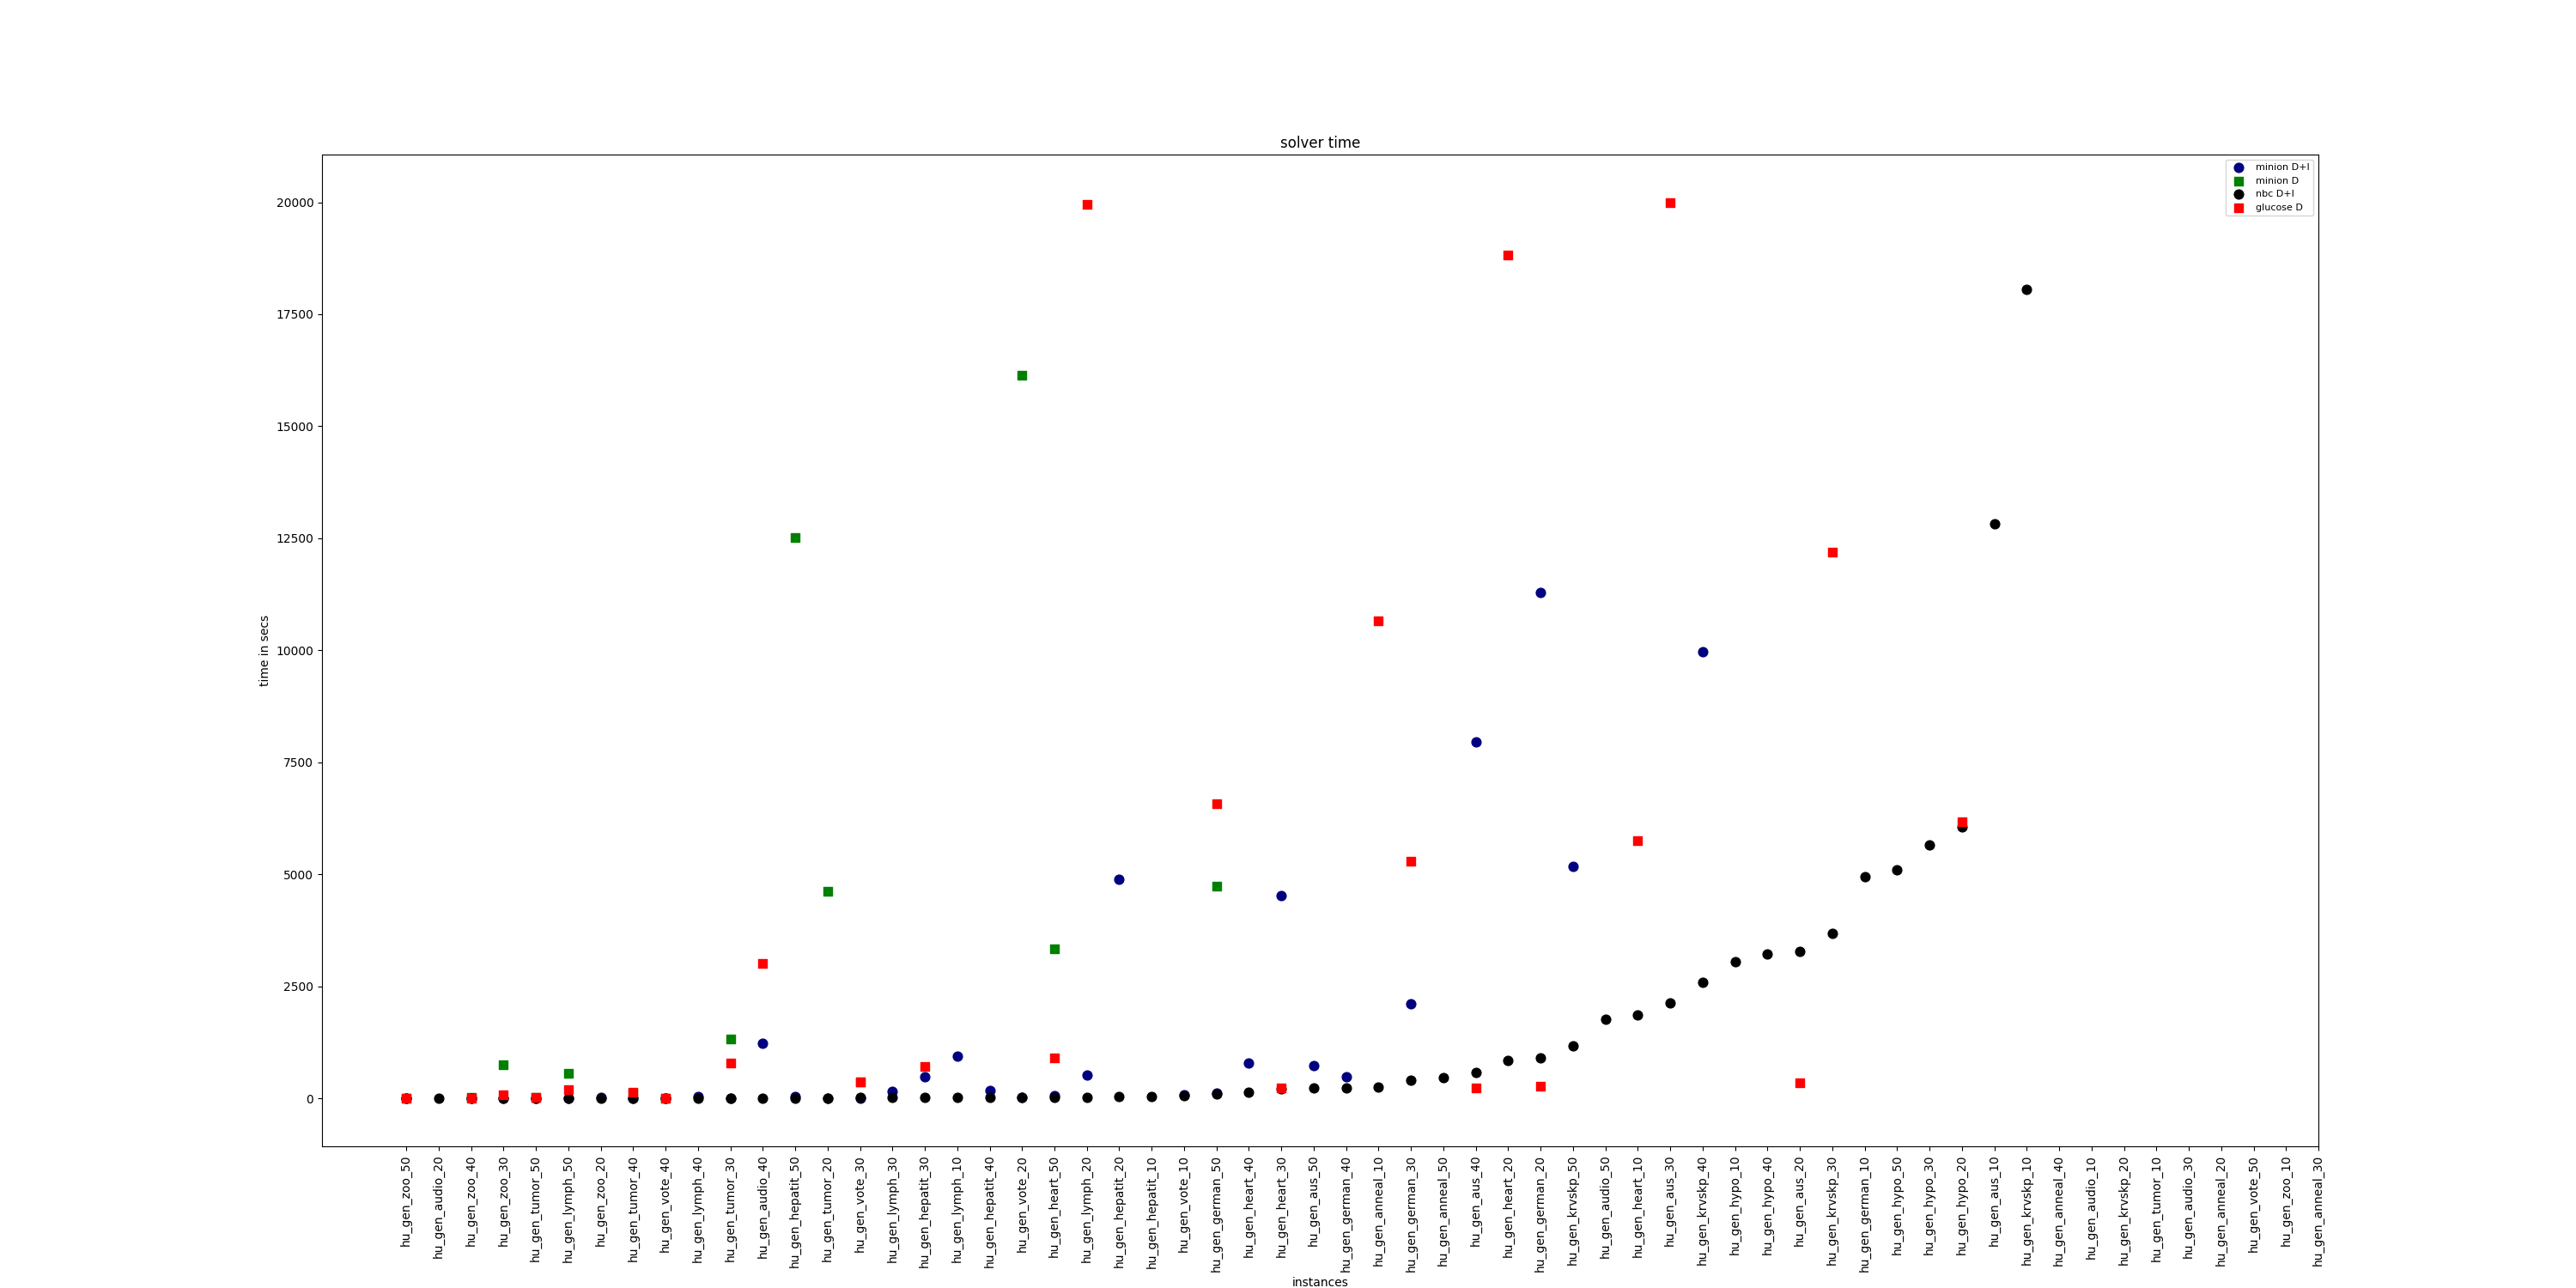 solver time
minion D+I
minion D
nbc D+I
glucose D
20000
17500
15000
12500
10000
7500
5000
2500
0
time in secs
hu_gen_zoo_50
hu_gen_audio_20
hu_gen_zoo_40
hu_gen_zoo_30
hu_gen_tumor_50
hu_gen_lymph_50
hu_gen_zoo_20
hu_gen_tumor_40
hu_gen_vote_40
hu_gen_lymph_40
hu_gen_tumor_30
hu_gen_audio_40
hu_gen_hepatit_50
hu_gen_tumor_20
hu_gen_vote_30
hu_gen_lymph_30
hu_gen_hepatit_30
hu_gen_lymph_10
hu_gen_hepatit_40
hu_gen_vote_20
hu_gen_heart_50
hu_gen_lymph_20
hu_gen_hepatit_20
hu_gen_hepatit_10
hu_gen_vote_10
hu_gen_german_50
hu_gen_heart_40
hu_gen_heart_30
hu_gen_aus_50
hu_gen_german_40
hu_gen_anneal_10
hu_gen_german_30
hu_gen_anneal_50
hu_gen_aus_40
hu_gen_heart_20
hu_gen_german_20
hu_gen_krvskp_50
hu_gen_audio_50
hu_gen_heart_10
hu_gen_aus_30
hu_gen_krvskp_40
hu_gen_hypo_10
hu_gen_hypo_40
hu_gen_aus_20
hu_gen_krvskp_30
hu_gen_german_10
hu_gen_hypo_50
hu_gen_hypo_30
hu_gen_hypo_20
hu_gen_aus_10
hu_gen_krvskp_10
hu_gen_anneal_40
hu_gen_audio_10
hu_gen_krvskp_20
hu_gen_tumor_10
hu_gen_audio_30
hu_gen_anneal_20
hu_gen_vote_50
hu_gen_zoo_10
hu_gen_anneal_30
instances